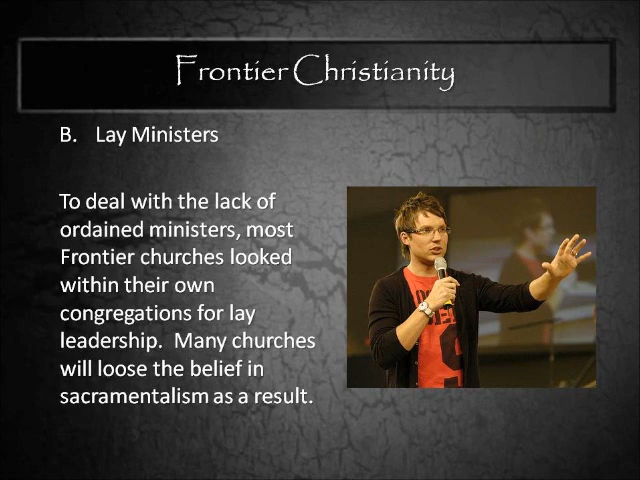 Frontier Christianity
B. Lay Ministers
To deal with the lack of
ordained ministers, most
Frontier churches looked
within their own
congregations for lay
leadership. Many churches
will loose the belief in
sacramentalism as a result.